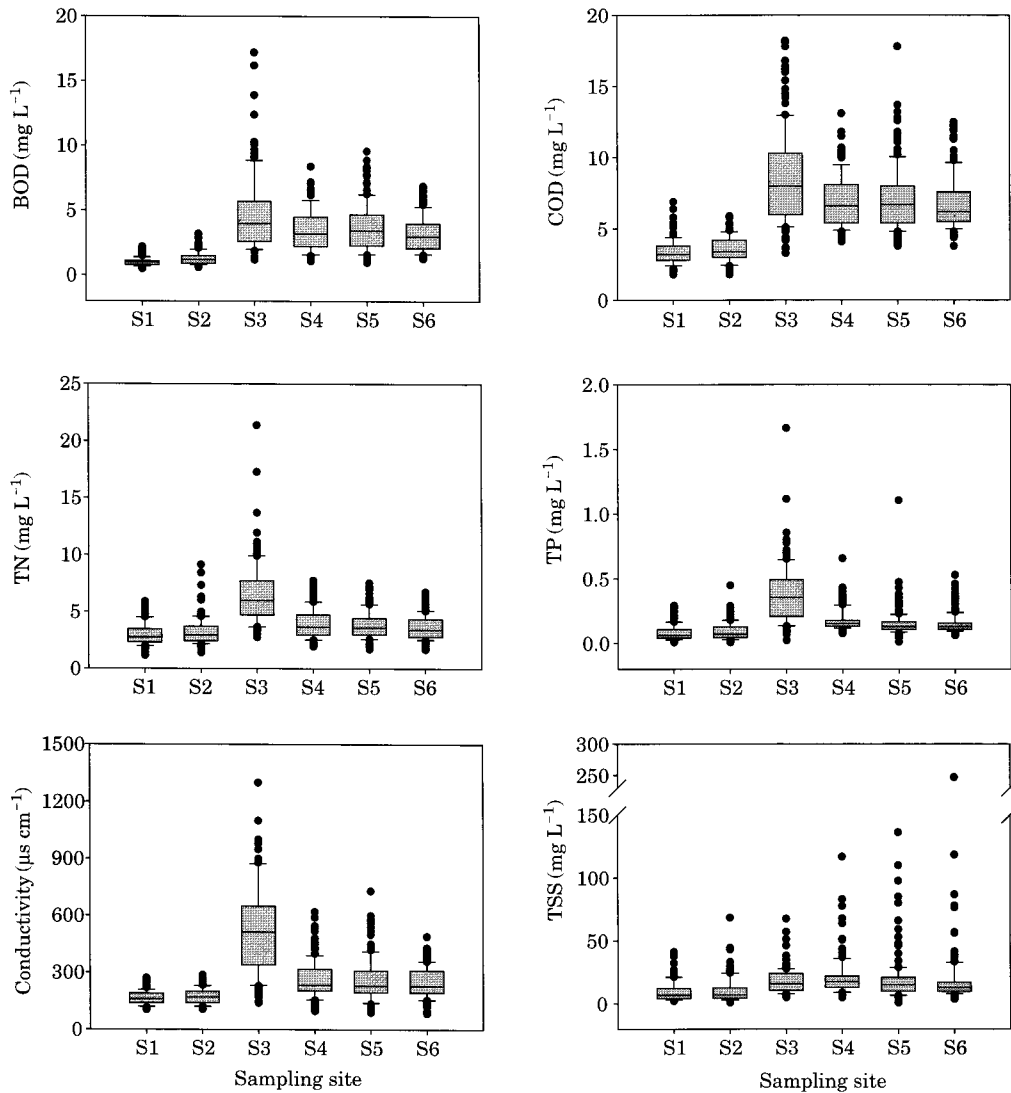 BOD (mg L⁻¹)
20
15
10
5
0
S1 S2 S3 S4 S5 S6
COD (mg L⁻¹)
20
15
10
5
0
S1 S2 S3 S4 S5 S6
TN (mg L⁻¹)
25
20
15
10
5
0
S1 S2 S3 S4 S5 S6
TP (mg L⁻¹)
2.0
1.5
1.0
0.5
0.0
S1 S2 S3 S4 S5 S6
Conductivity (μs cm⁻¹)
1500
1200
900
600
300
0
S1 S2 S3 S4 S5 S6
Sampling site
TSS (mg L⁻¹)
300
250
150
100
50
0
S1 S2 S3 S4 S5 S6
Sampling site